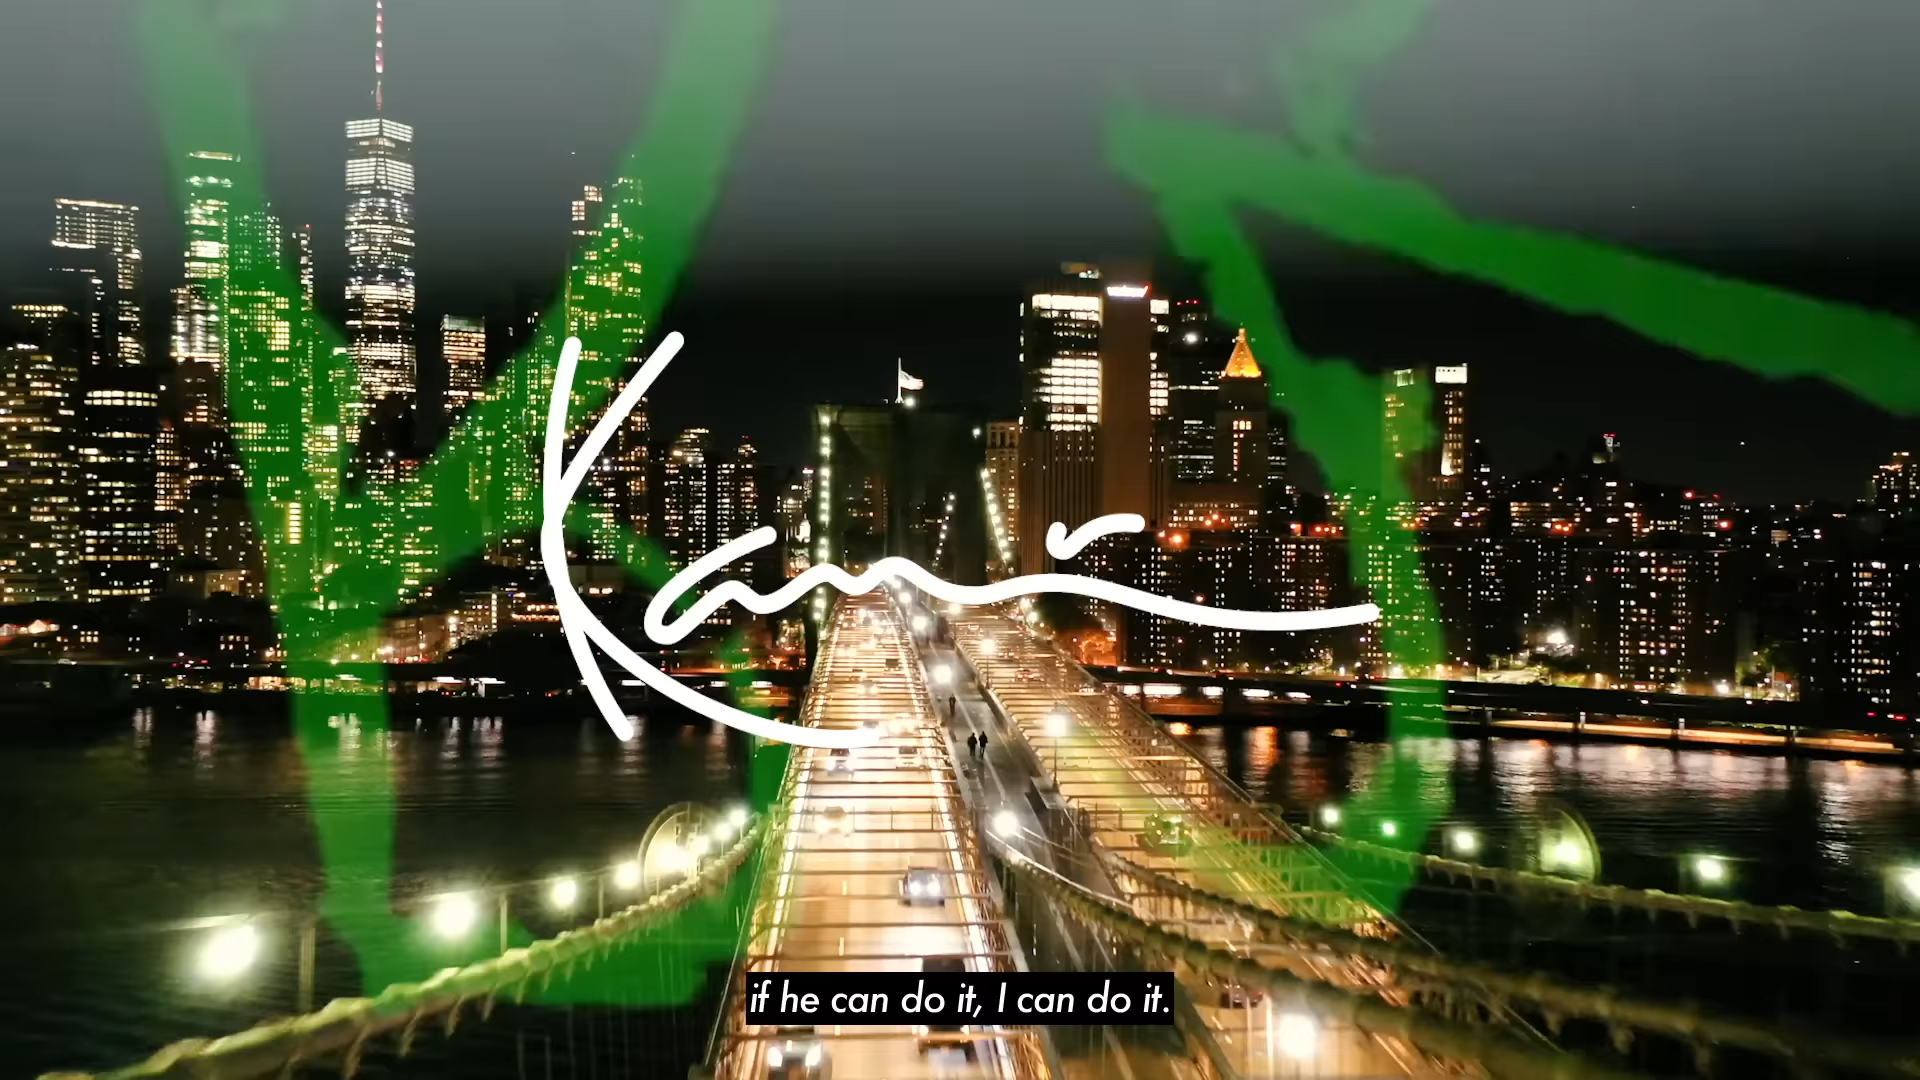 Kani
if he can do it, I can do it.